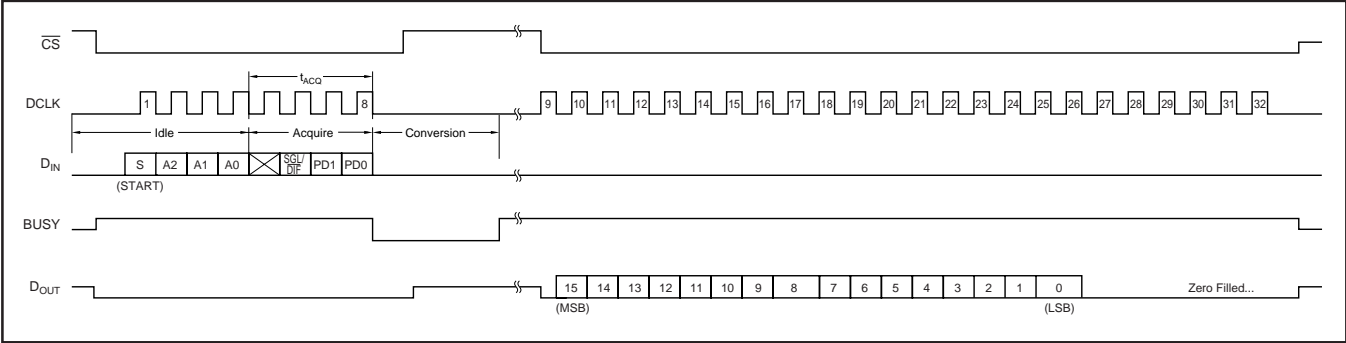 CS
tACQ
DCLK 1 8 9 10 11 12 13 14 15 16 17 18 19 20 21 22 23 24 25 26 27 28 29 30 31 32
Idle Acquire Conversion
DIN S A2 A1 A0 SGL/DIF PD1 PD0
(START)
BUSY
DOUT 15 14 13 12 11 10 9 8 7 6 5 4 3 2 1 0 Zero Filled...
(MSB) (LSB)